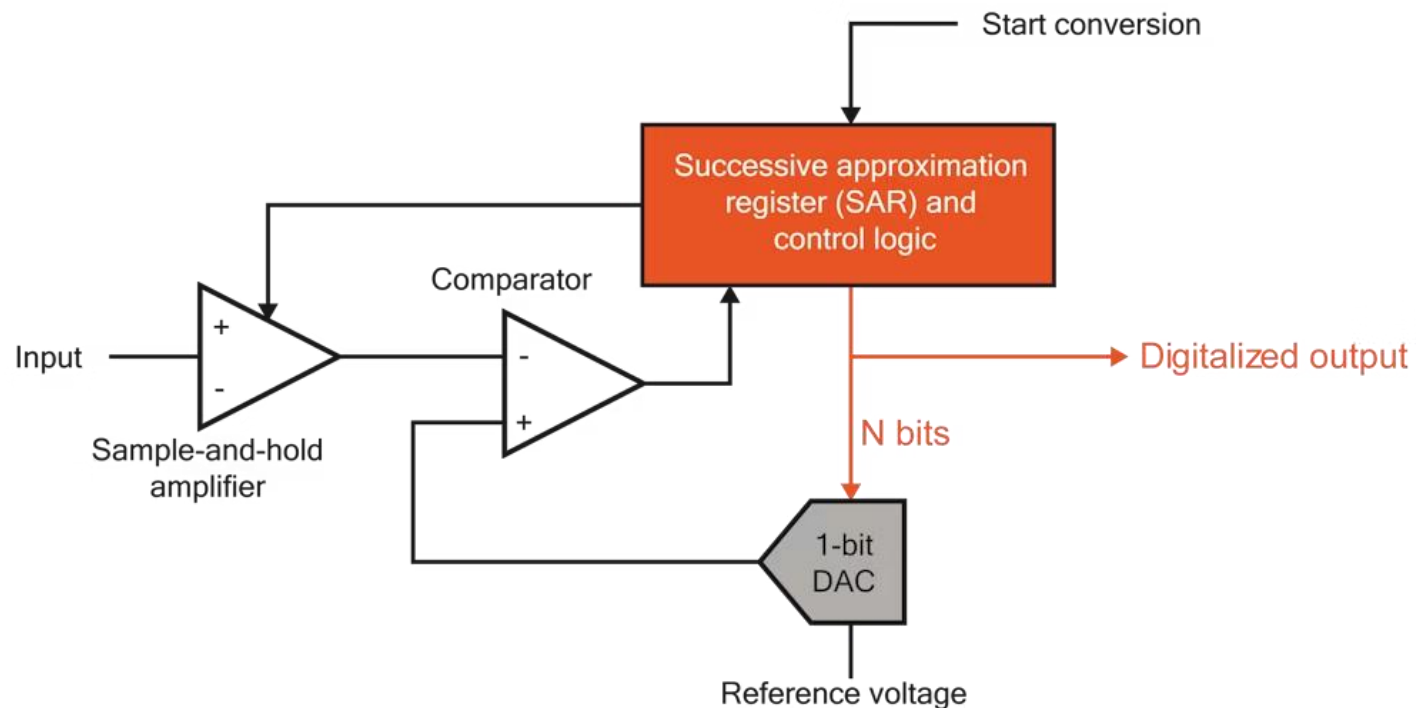 Start conversion
Successive approximation
register (SAR) and
control logic
Comparator
+
-
Input
-
+
Digitalized output
Sample-and-hold
amplifier
N bits
1-bit
DAC
Reference voltage